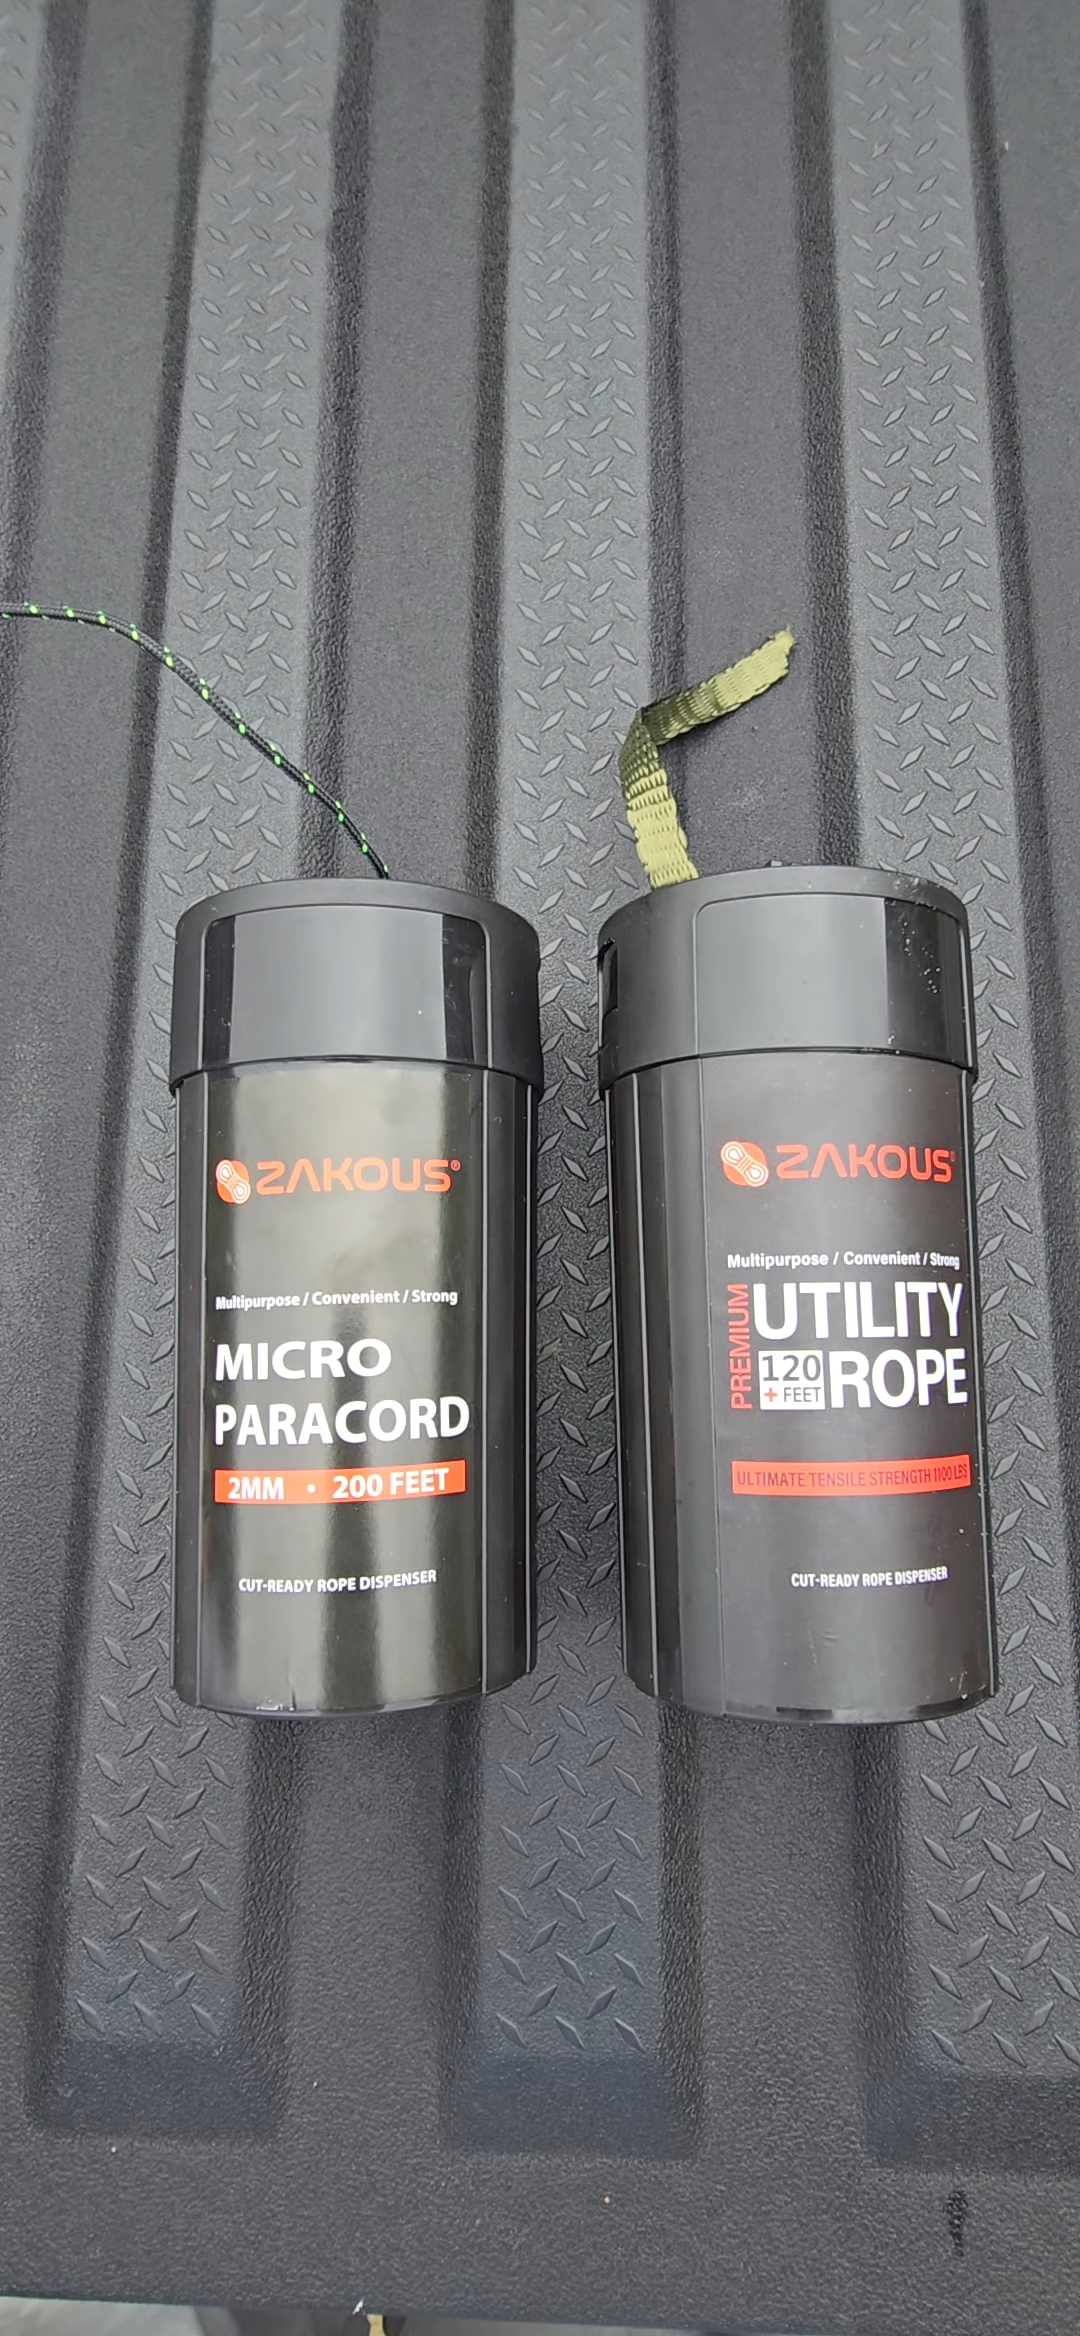 ZAKOUS®
Multipurpose / Convenient / Strong
MICRO
PARACORD
2MM • 200 FEET
CUT-READY ROPE DISPENSER
ZAKOUS®
Multipurpose / Convenient / Strong
PREMIUM
UTILITY
120
+ FEET
ROPE
ULTIMATE TENSILE STRENGTH 1100 LBS
CUT-READY ROPE DISPENSER